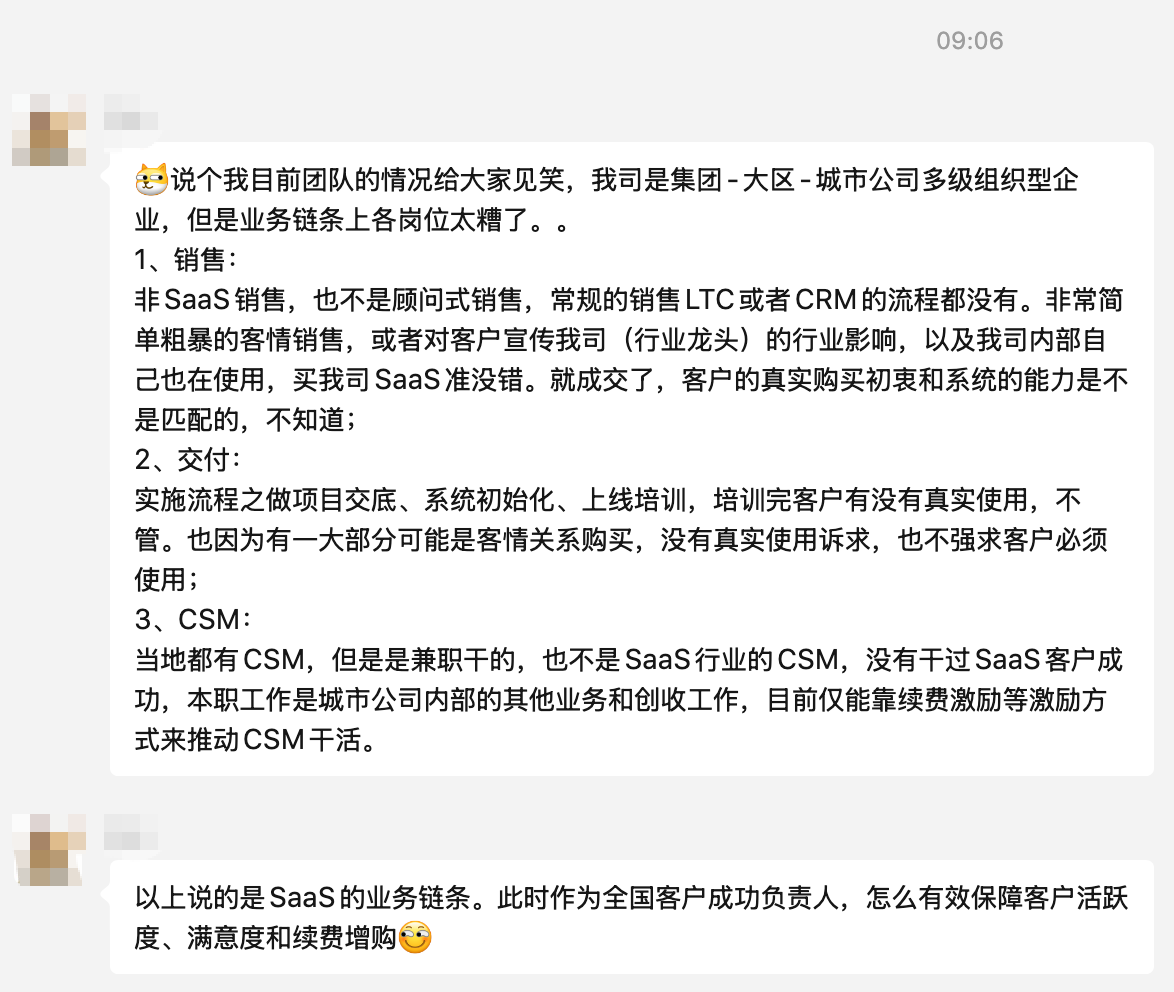 09:06
说个我目前团队的情况给大家见笑，我司是集团-大区-城市公司多级组织型企
业，但是业务链条上各岗位太糟了。。
1、销售：
非SaaS销售，也不是顾问式销售，常规的销售LTC或者CRM的流程都没有。非常简
单粗暴的客情销售，或者对客户宣传我司（行业龙头）的行业影响，以及我司内部自
己也在使用，买我司SaaS准没错。就成交了，客户的真实购买初衷和系统的能力是不
是匹配的，不知道；
2、交付：
实施流程之做项目交底、系统初始化、上线培训，培训完客户有没有真实使用，不
管。也因为有一大部分可能是客情关系购买，没有真实使用诉求，也不强求客户必须
使用；
3、CSM：
当地都有CSM，但是是兼职干的，也不是SaaS行业的CSM，没有干过SaaS客户成
功，本职工作是城市公司内部的其他业务和创收工作，目前仅能靠续费激励等激励方
式来推动CSM干活。
以上说的是SaaS的业务链条。此时作为全国客户成功负责人，怎么有效保障客户活跃
度、满意度和续费增购